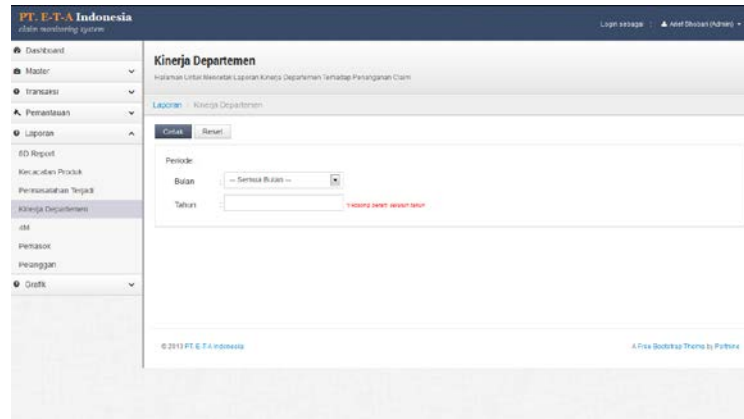 PT. E-T-A Indonesia
claim monitoring system
Login sebagai : Arief Shobari (Admin)
Dashboard
Master
Transaksi
Pemantauan
Laporan
8D Report
Kecacatan Produk
Permasalahan Terjadi
Kinerja Departemen
4M
Pemasok
Pelanggan
Grafik
Kinerja Departemen
Halaman Untuk Mencetak Laporan Kinerja Departemen Terhadap Penanganan Claim
Laporan / Kinerja Departemen
Cetak Reset
Periode:
Bulan : -- Semua Bulan --
Tahun :
© 2013 PT. E-T-A Indonesia
A Free Bootstrap Theme by